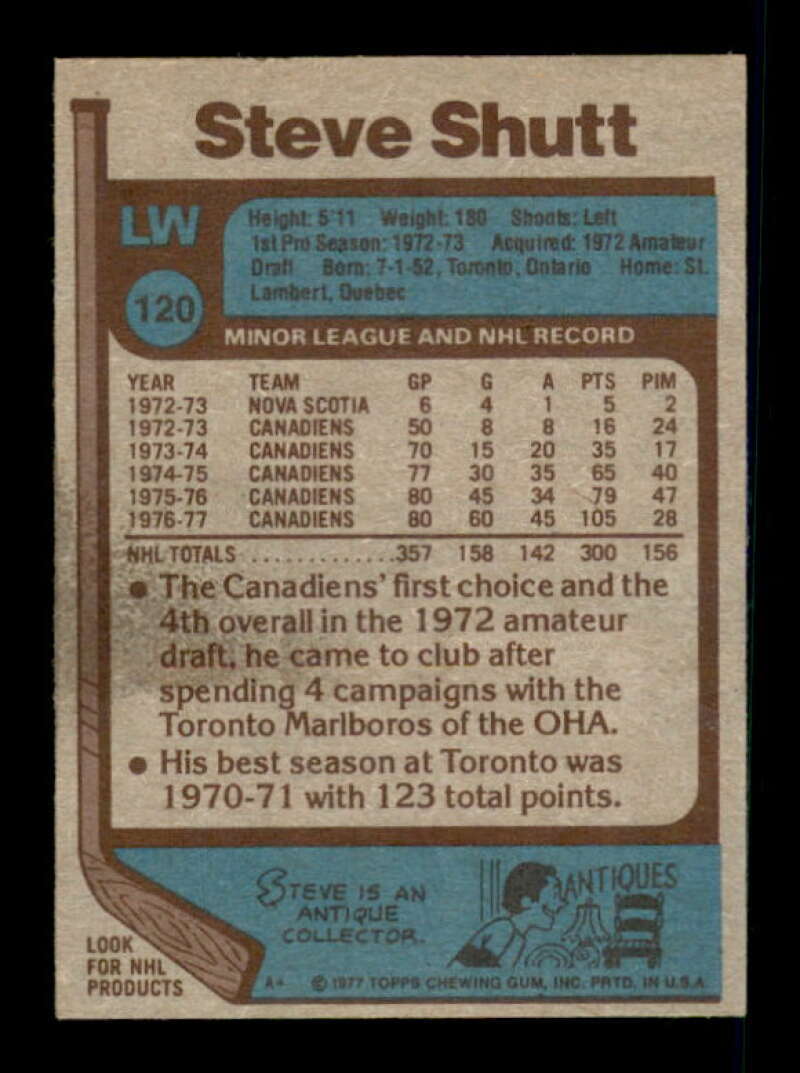 Steve Shutt
LW
Height: 5'11 Weight: 180 Shoots: Left
1st Pro Season: 1972-73 Acquired: 1972 Amateur
Draft Born: 7-1-52, Toronto, Ontario Home: St.
Lambert, Quebec
120
MINOR LEAGUE AND NHL RECORD
YEAR TEAM GP G A PTS PIM
1972-73 NOVA SCOTIA 6 4 1 5 2
1972-73 CANADIENS 50 8 8 16 24
1973-74 CANADIENS 70 15 20 35 17
1974-75 CANADIENS 77 30 35 65 40
1975-76 CANADIENS 80 45 34 79 47
1976-77 CANADIENS 80 60 45 105 28
NHL TOTALS .............357 158 142 300 156
• The Canadiens' first choice and the
4th overall in the 1972 amateur
draft, he came to club after
spending 4 campaigns with the
Toronto Marlboros of the OHA.
• His best season at Toronto was
1970-71 with 123 total points.
STEVE IS AN
ANTIQUE
COLLECTOR.
ANTIQUES
LOOK
FOR NHL
PRODUCTS
A+ © 1977 TOPPS CHEWING GUM, INC. PRTD. IN U.S.A.